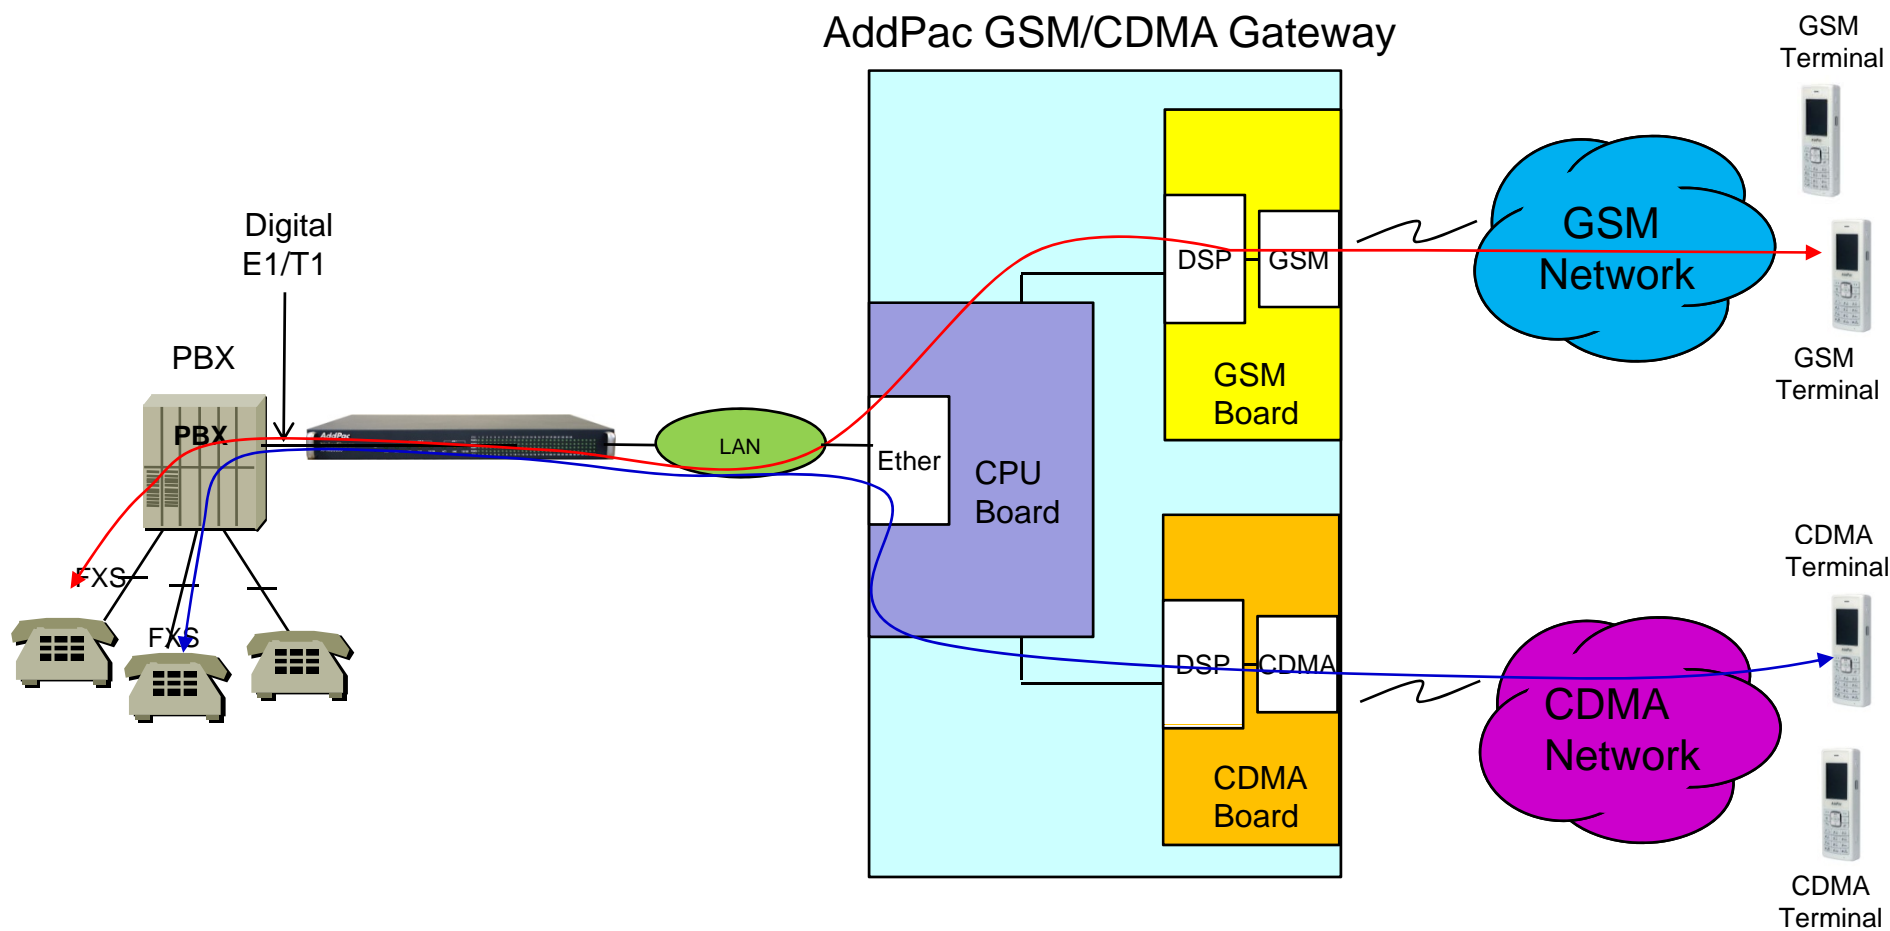 AddPac GSM/CDMA Gateway
GSM
Terminal
Digital
E1/T1
PBX
PBX
AddPac
LAN
Ether
CPU
Board
DSP
GSM
GSM
Board
GSM
Network
GSM
Terminal
FXS
FXS
DSP
CDMA
CDMA
Board
CDMA
Network
CDMA
Terminal
CDMA
Terminal